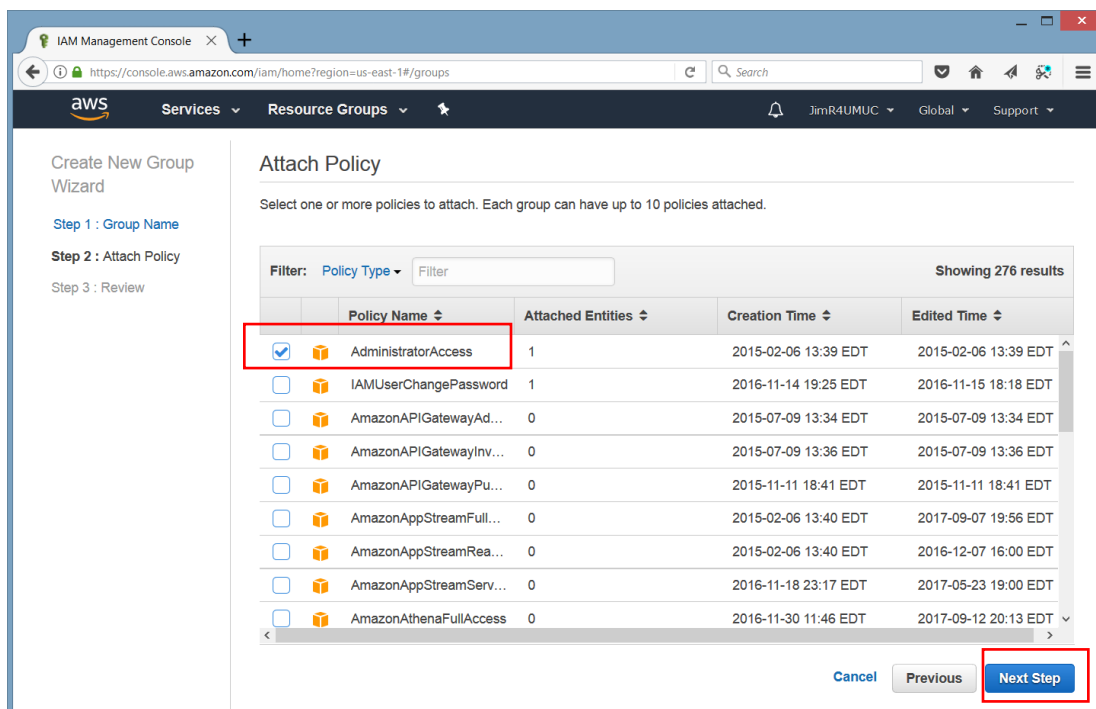 IAM Management Console
https://console.aws.amazon.com/iam/home?region=us-east-1#/groups
Search
aws Services Resource Groups JimR4UMUC Global Support
Create New Group Wizard
Step 1 : Group Name
Step 2 : Attach Policy
Step 3 : Review
Attach Policy
Select one or more policies to attach. Each group can have up to 10 policies attached.
Filter: Policy Type Filter Showing 276 results
Policy Name Attached Entities Creation Time Edited Time
AdministratorAccess 1 2015-02-06 13:39 EDT 2015-02-06 13:39 EDT
IAMUserChangePassword 1 2016-11-14 19:25 EDT 2016-11-15 18:18 EDT
AmazonAPIGatewayAd... 0 2015-07-09 13:34 EDT 2015-07-09 13:34 EDT
AmazonAPIGatewayInv... 0 2015-07-09 13:36 EDT 2015-07-09 13:36 EDT
AmazonAPIGatewayPu... 0 2015-11-11 18:41 EDT 2015-11-11 18:41 EDT
AmazonAppStreamFull... 0 2015-02-06 13:40 EDT 2017-09-07 19:56 EDT
AmazonAppStreamRea... 0 2015-02-06 13:40 EDT 2016-12-07 16:00 EDT
AmazonAppStreamServ... 0 2016-11-18 23:17 EDT 2017-05-23 19:00 EDT
AmazonAthenaFullAccess 0 2016-11-30 11:46 EDT 2017-09-12 20:13 EDT
Cancel Previous Next Step